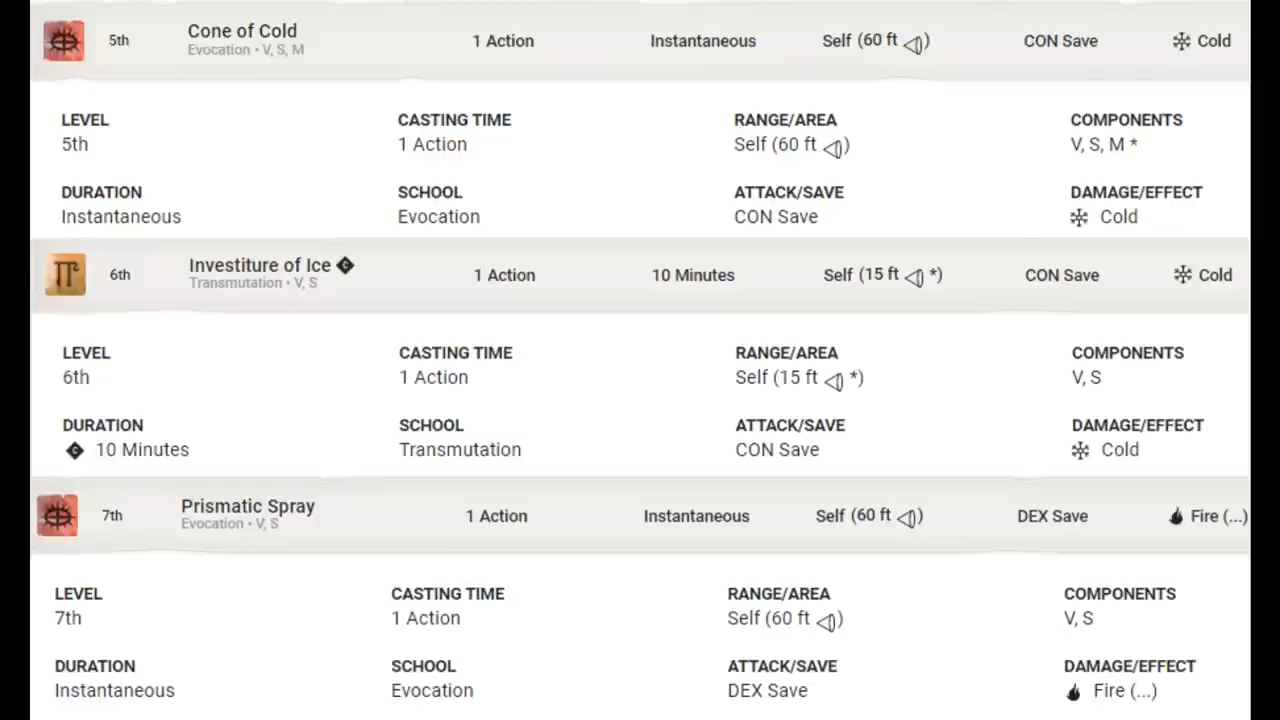 5th Cone of Cold 1 Action Instantaneous Self (60 ft ) CON Save Cold
Evocation • V, S, M
LEVEL CASTING TIME RANGE/AREA COMPONENTS
5th 1 Action Self (60 ft ) V, S, M *
DURATION SCHOOL ATTACK/SAVE DAMAGE/EFFECT
Instantaneous Evocation CON Save Cold
6th Investiture of Ice C 1 Action 10 Minutes Self (15 ft *) CON Save Cold
Transmutation • V, S
LEVEL CASTING TIME RANGE/AREA COMPONENTS
6th 1 Action Self (15 ft *) V, S
DURATION SCHOOL ATTACK/SAVE DAMAGE/EFFECT
C 10 Minutes Transmutation CON Save Cold
7th Prismatic Spray 1 Action Instantaneous Self (60 ft ) DEX Save Fire (...)
Evocation • V, S
LEVEL CASTING TIME RANGE/AREA COMPONENTS
7th 1 Action Self (60 ft ) V, S
DURATION SCHOOL ATTACK/SAVE DAMAGE/EFFECT
Instantaneous Evocation DEX Save Fire (...)